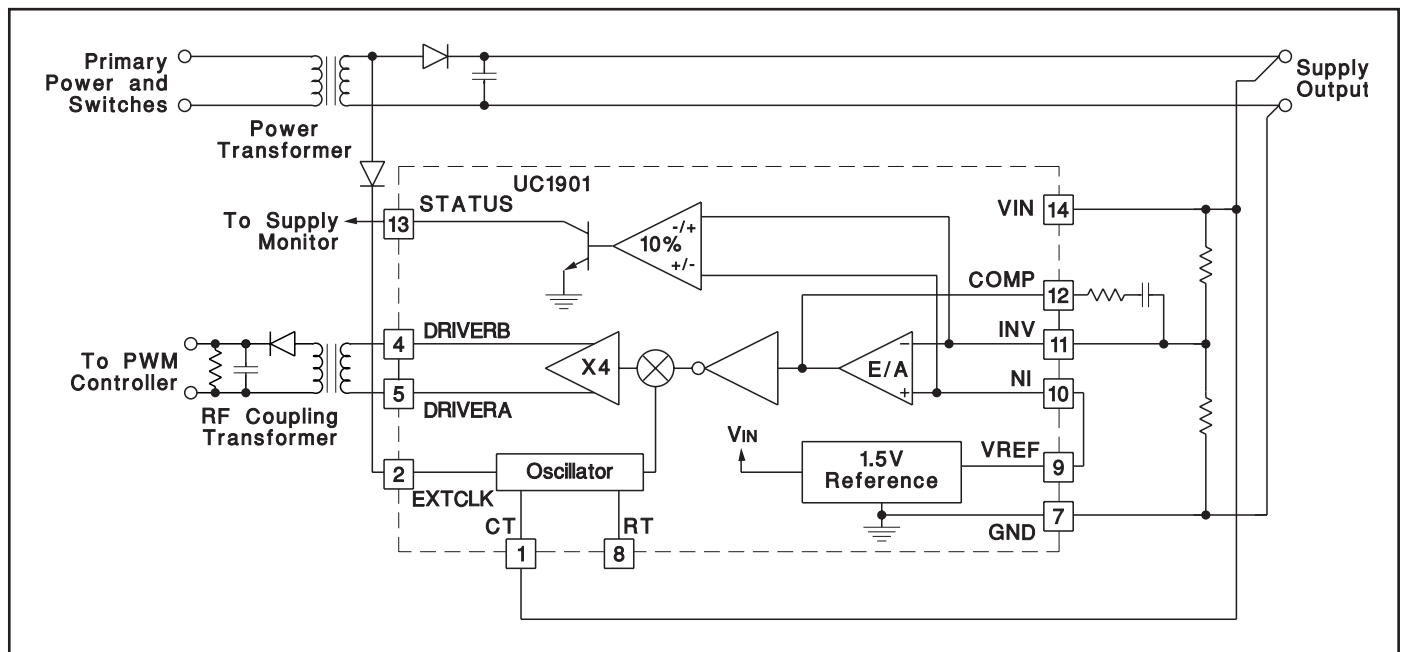 Primary
Power and
Switches
Power
Transformer
Supply
Output
UC1901
To Supply
Monitor
13
STATUS
10%
-/+
+/-
VIN
14
COMP
12
INV
11
NI
10
DRIVERB
4
5
DRIVERA
X4
E/A
−
+
To PWM
Controller
RF Coupling
Transformer
VIN
1.5V
Reference
VREF
9
2
EXTCLK
Oscillator
CT
RT
1
8
7
GND